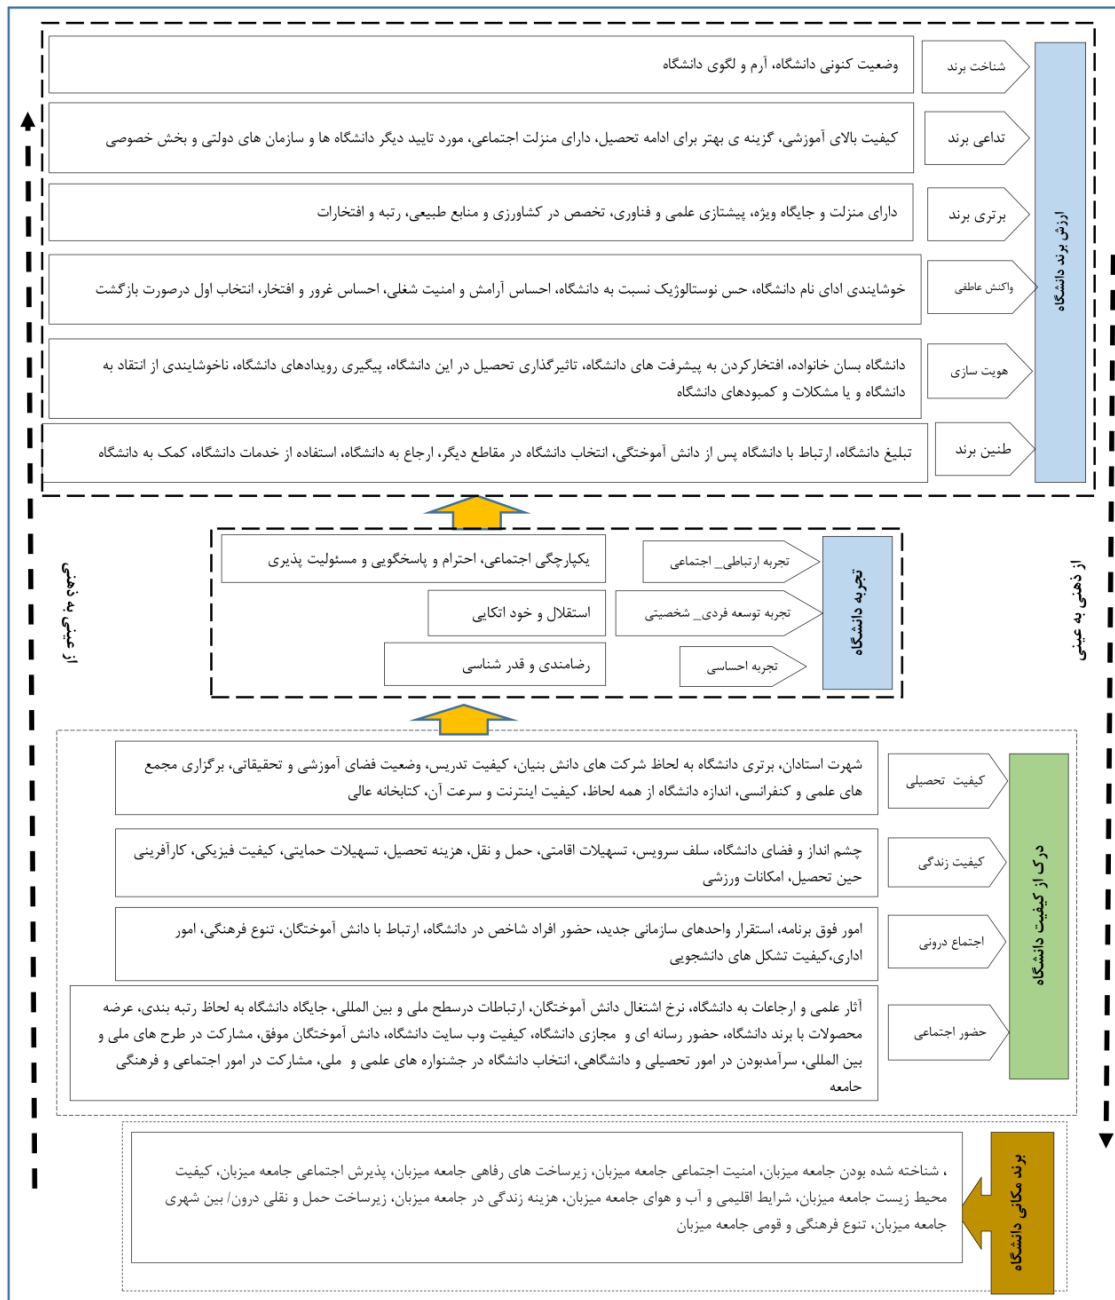 ارزش برند دانشگاه
شناخت برند
وضعیت کنونی دانشگاه، آرم و لگوی دانشگاه
تداعی برند
کیفیت بالای آموزشی، گزینه ی بهتر برای ادامه تحصیل، دارای منزلت اجتماعی، مورد تایید دیگر دانشگاه ها و سازمان های دولتی و بخش خصوصی
برتری برند
دارای منزلت و جایگاه ویژه، پیشتازی علمی و فناوری، تخصص در کشاورزی و منابع طبیعی، رتبه و افتخارات
واکنش عاطفی
خوشایندی ادای نام دانشگاه، حس نوستالوژیک نسبت به دانشگاه، احساس آرامش و امنیت شغلی، احساس غرور و افتخار، انتخاب اول درصورت بازگشت
هویت سازی
دانشگاه بسان خانواده، افتخارکردن به پیشرفت های دانشگاه، تاثیرگذاری تحصیل در این دانشگاه، پیگیری رویدادهای دانشگاه، ناخوشایندی از انتقاد به
دانشگاه و یا مشکلات و کمبودهای دانشگاه
طنین برند
تبلیغ دانشگاه، ارتباط با دانشگاه پس از دانش آموختگی، انتخاب دانشگاه در مقاطع دیگر، ارجاع به دانشگاه، استفاده از خدمات دانشگاه، کمک به دانشگاه
از ذهنی به عینی
تجربه دانشگاه
تجربه ارتباطی_ اجتماعی
یکپارچگی اجتماعی، احترام و پاسخگویی و مسئولیت پذیری
تجربه توسعه فردی_ شخصیتی
استقلال و خود اتکایی
تجربه احساسی
رضامندی و قدر شناسی
از عینی به ذهنی
درک از کیفیت دانشگاه
کیفیت تحصیلی
شهرت استادان، برتری دانشگاه به لحاظ شرکت های دانش بنیان، کیفیت تدریس، وضعیت فضای آموزشی و تحقیقاتی، برگزاری مجمع
های علمی و کنفرانسی، اندازه دانشگاه از همه لحاظ، کیفیت اینترنت و سرعت آن، کتابخانه عالی
کیفیت زندگی
چشم انداز و فضای دانشگاه، سلف سرویس، تسهیلات اقامتی، حمل و نقل، هزینه تحصیل، تسهیلات حمایتی، کیفیت فیزیکی، کارآفرینی
حین تحصیل، امکانات ورزشی
اجتماع درونی
امور فوق برنامه، استقرار واحدهای سازمانی جدید، حضور افراد شاخص در دانشگاه، ارتباط با دانش آموختگان، تنوع فرهنگی، امور
اداری،کیفیت تشکل های دانشجویی
حضور اجتماعی
آثار علمی و ارجاعات به دانشگاه، نرخ اشتغال دانش آموختگان، ارتباطات درسطح ملی و بین المللی، جایگاه دانشگاه به لحاظ رتبه بندی، عرضه
محصولات با برند دانشگاه، حضور رسانه ای و مجازی دانشگاه، کیفیت وب سایت دانشگاه، دانش آموختگان موفق، مشارکت در طرح های ملی و
بین المللی، سرآمدبودن در امور تحصیلی و دانشگاهی، انتخاب دانشگاه در جشنواره های علمی و ملی، مشارکت در امور اجتماعی و فرهنگی
جامعه
برند مکانی دانشگاه
، شناخته شده بودن جامعه میزبان، امنیت اجتماعی جامعه میزبان، زیرساخت های رفاهی جامعه میزبان، پذیرش اجتماعی جامعه میزبان، کیفیت
محیط زیست جامعه میزبان، شرایط اقلیمی و آب و هوای جامعه میزبان، هزینه زندگی در جامعه میزبان، زیرساخت حمل و نقلی درون/ بین شهری
جامعه میزبان، تنوع فرهنگی و قومی جامعه میزبان